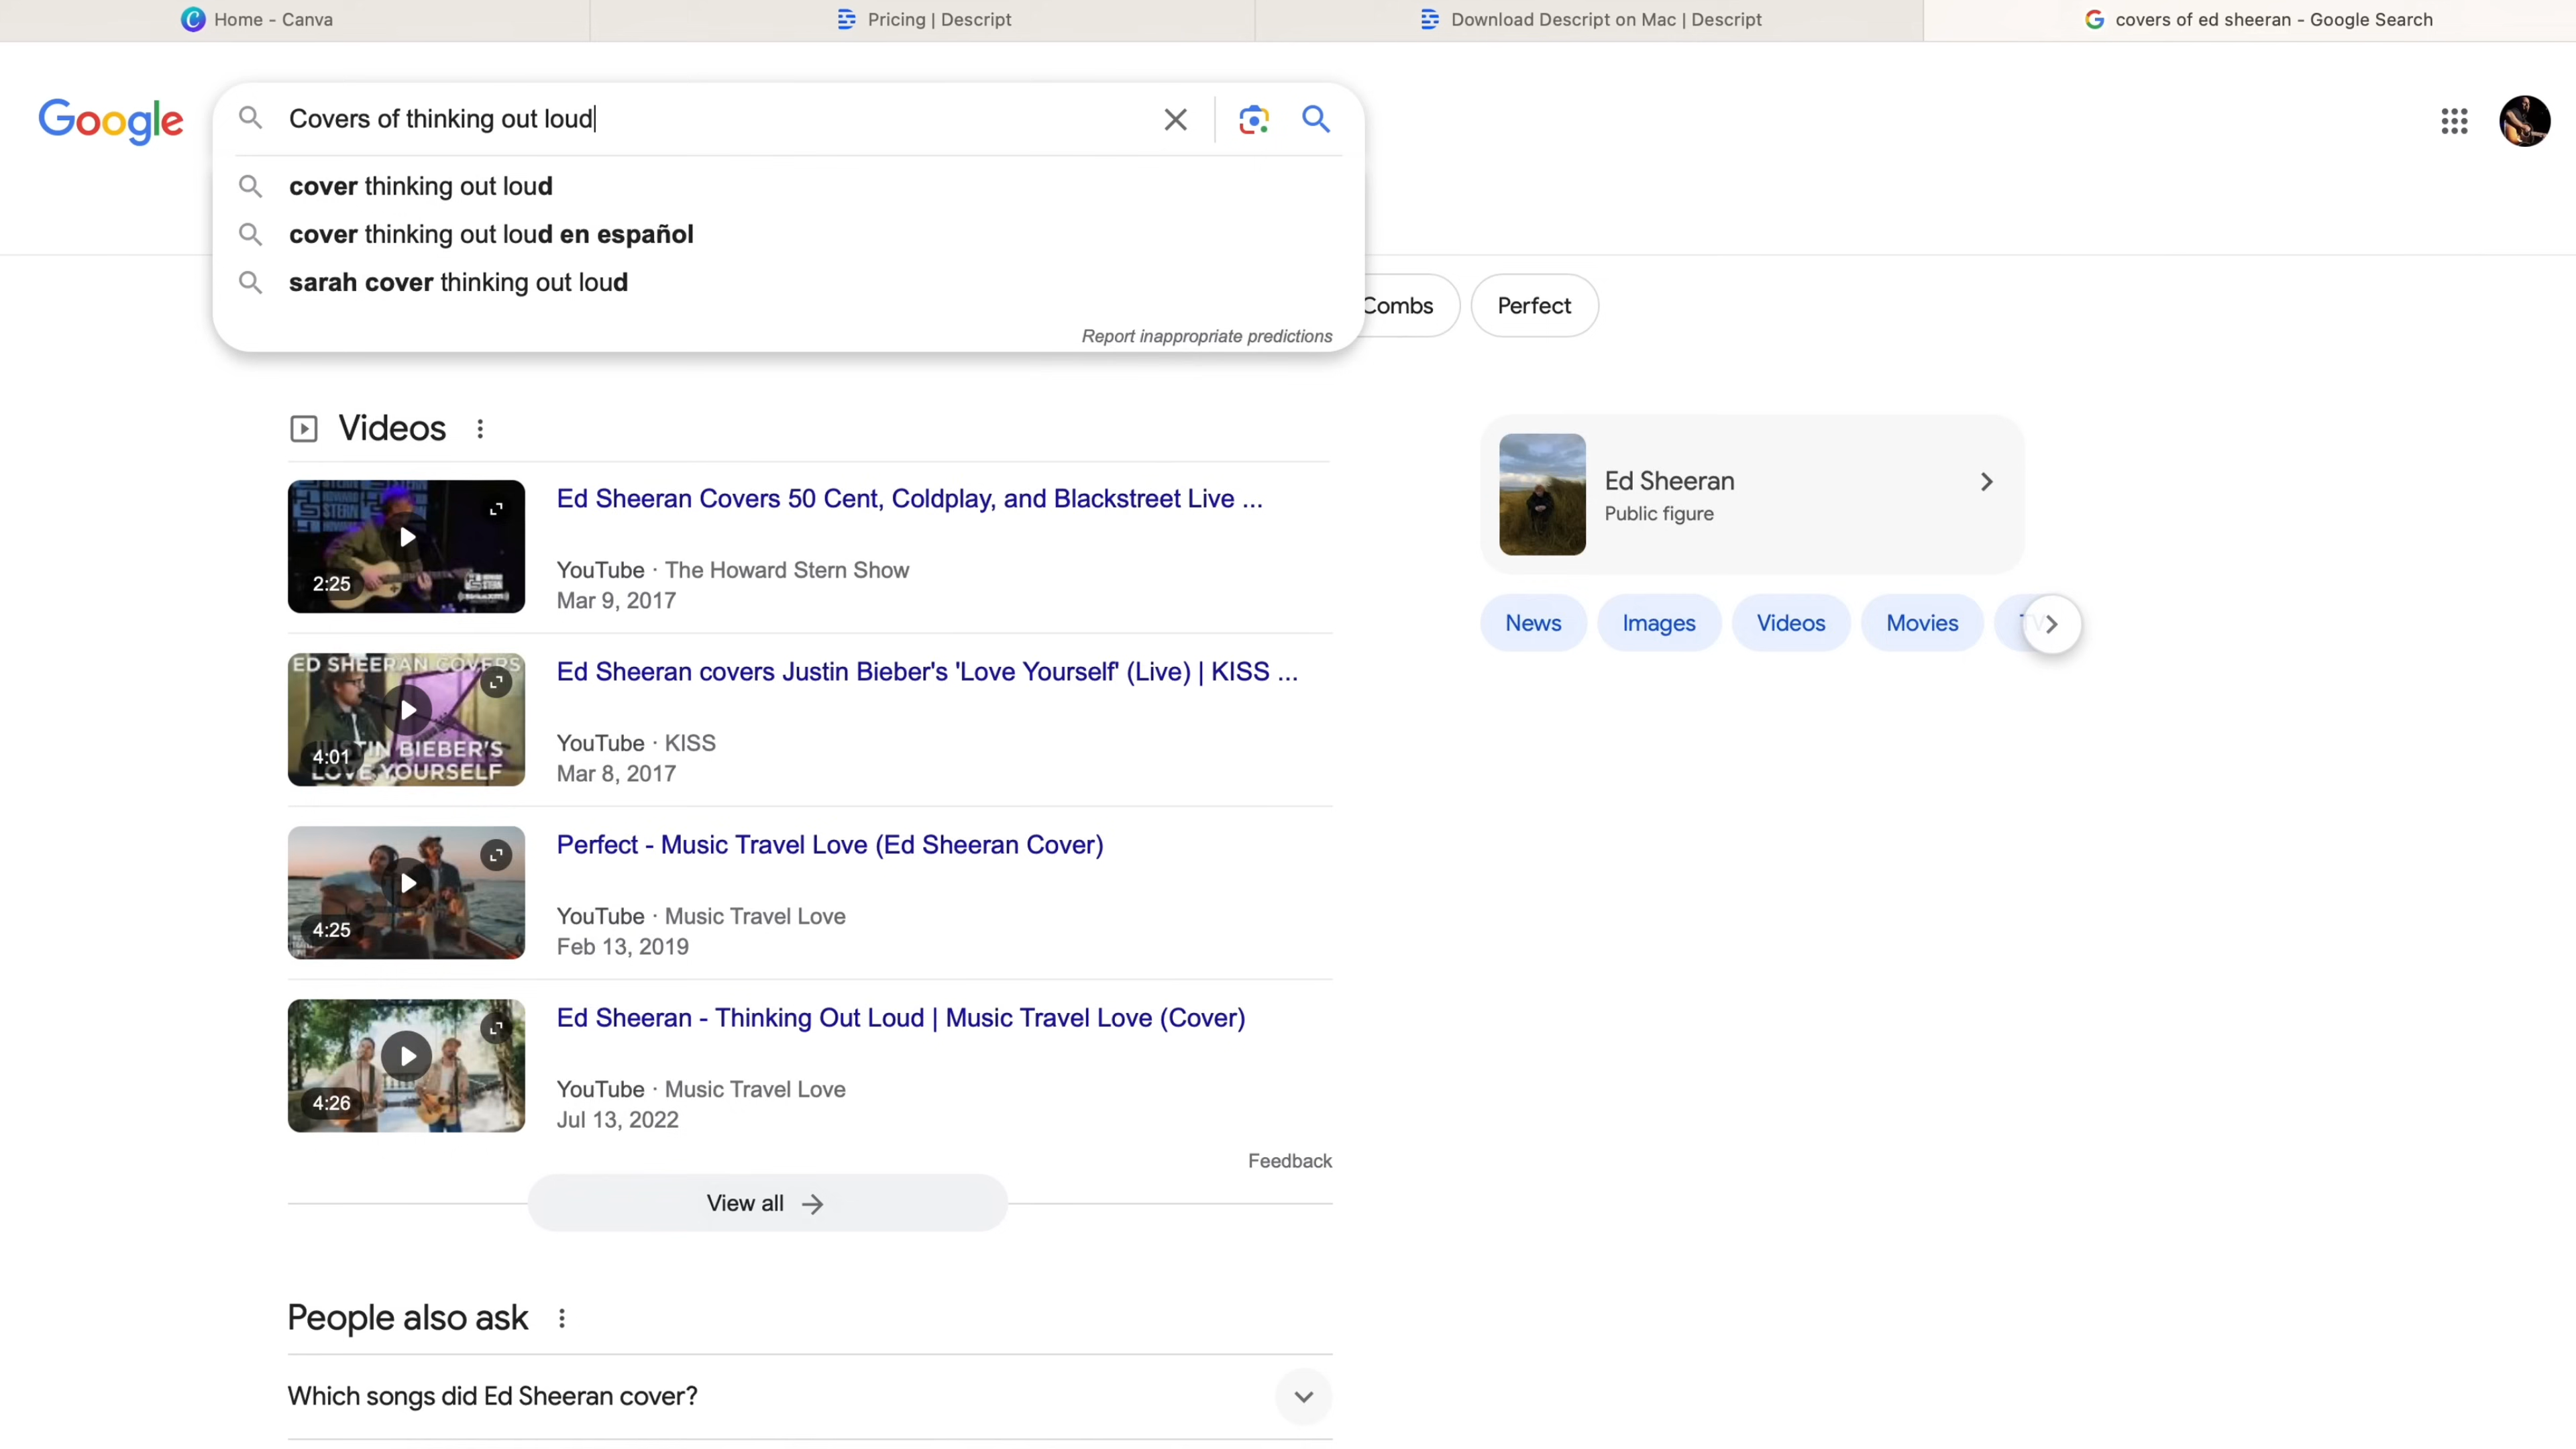 Home - Canva
Pricing | Descript
Download Descript on Mac | Descript
covers of ed sheeran - Google Search
Google
Covers of thinking out loud
cover thinking out loud
cover thinking out loud en español
sarah cover thinking out loud
Report inappropriate predictions
Combs
Perfect
Videos
Ed Sheeran Covers 50 Cent, Coldplay, and Blackstreet Live ...
2:25
YouTube · The Howard Stern Show
Mar 9, 2017
ED SHEERAN COVERS
Ed Sheeran covers Justin Bieber's 'Love Yourself' (Live) | KISS ...
4:01
BIEBER'S
LOVE YOURSELF
YouTube · KISS
Mar 8, 2017
Perfect - Music Travel Love (Ed Sheeran Cover)
4:25
YouTube · Music Travel Love
Feb 13, 2019
Ed Sheeran - Thinking Out Loud | Music Travel Love (Cover)
4:26
YouTube · Music Travel Love
Jul 13, 2022
Feedback
View all
People also ask
Which songs did Ed Sheeran cover?
Ed Sheeran
Public figure
News
Images
Videos
Movies